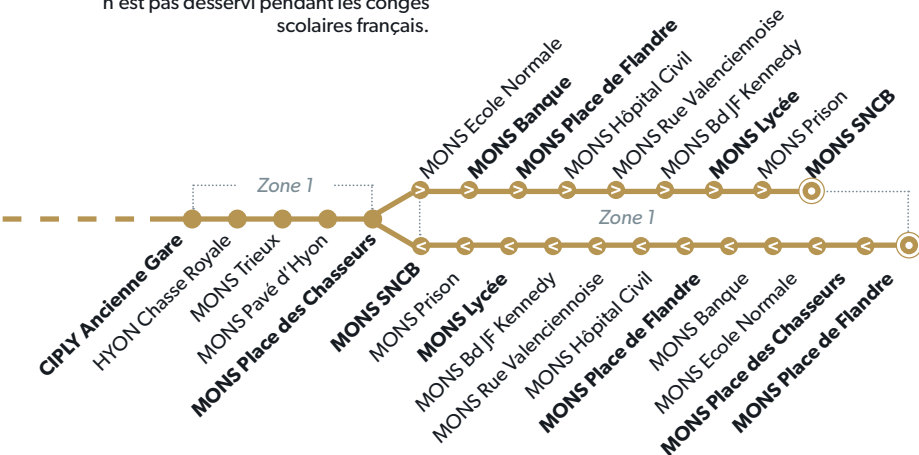 n'est pas desservi pendant les congés
scolaires français.
MONS Ecole Normale
MONS Banque
MONS Place de Flandre
MONS Hôpital Civil
MONS Rue Valenciennoise
MONS Bd JF Kennedy
MONS Lycée
MONS Prison
MONS SNCB
Zone 1
Zone 1
CIPLY Ancienne Gare
HYON Chasse Royale
MONS Trieux
MONS Pavé d'Hyon
MONS Place des Chasseurs
MONS SNCB
MONS Prison
MONS Lycée
MONS Bd JF Kennedy
MONS Rue Valenciennoise
MONS Hôpital Civil
MONS Place de Flandre
MONS Banque
MONS Ecole Normale
MONS Place des Chasseurs
MONS Place de Flandre